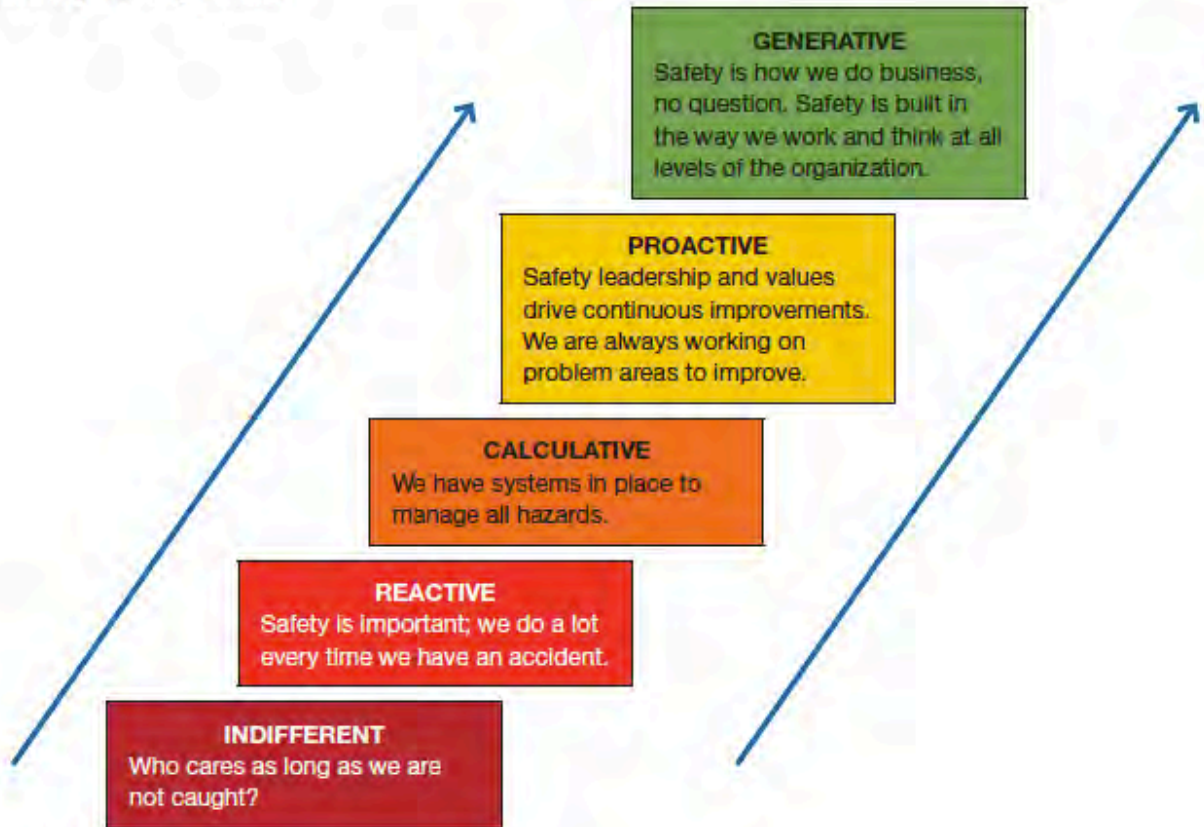 GENERATIVE
Safety is how we do business,
no question. Safety is built in
the way we work and think at all
levels of the organization.
PROACTIVE
Safety leadership and values
drive continuous improvements.
We are always working on
problem areas to improve.
CALCULATIVE
We have systems in place to
manage all hazards.
REACTIVE
Safety is important; we do a lot
every time we have an accident.
INDIFFERENT
Who cares as long as we are
not caught?